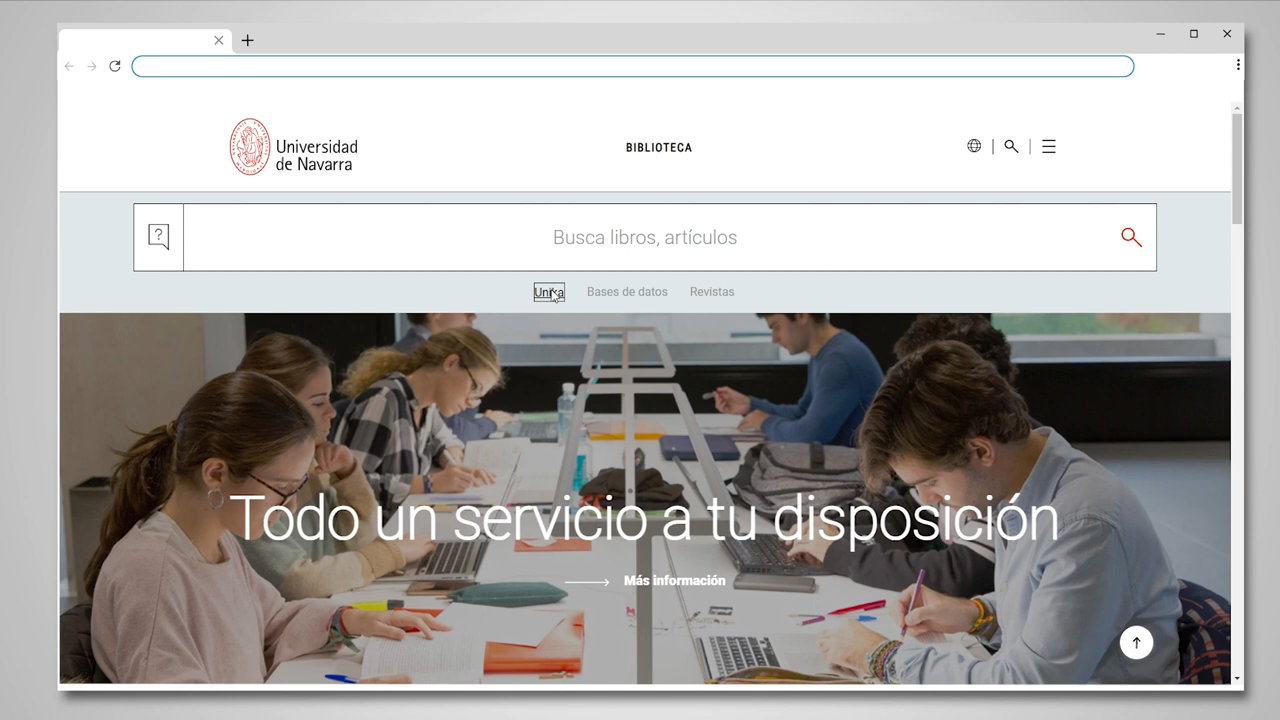 Universidad
de Navarra
BIBLIOTECA
?
Busca libros, artículos
Unika
Bases de datos
Revistas
Todo un servicio a tu disposición
Más información